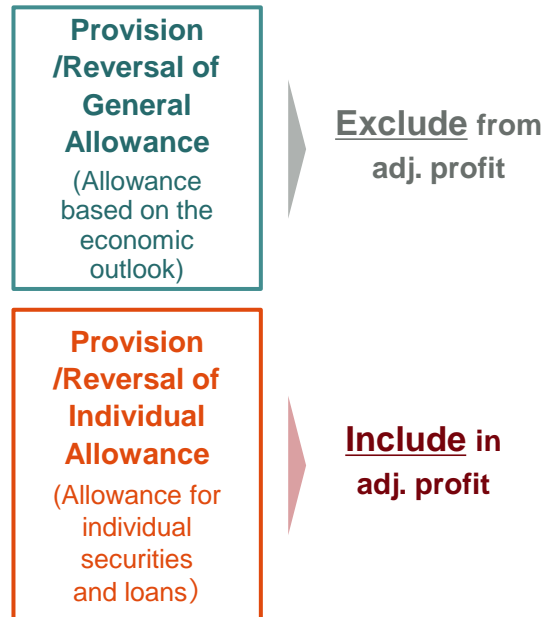 Provision
/Reversal of
General
Allowance
(Allowance
based on the
economic
outlook)
Exclude from
adj. profit
Provision
/Reversal of
Individual
Allowance
(Allowance for
individual
securities
and loans）
Include in
adj. profit